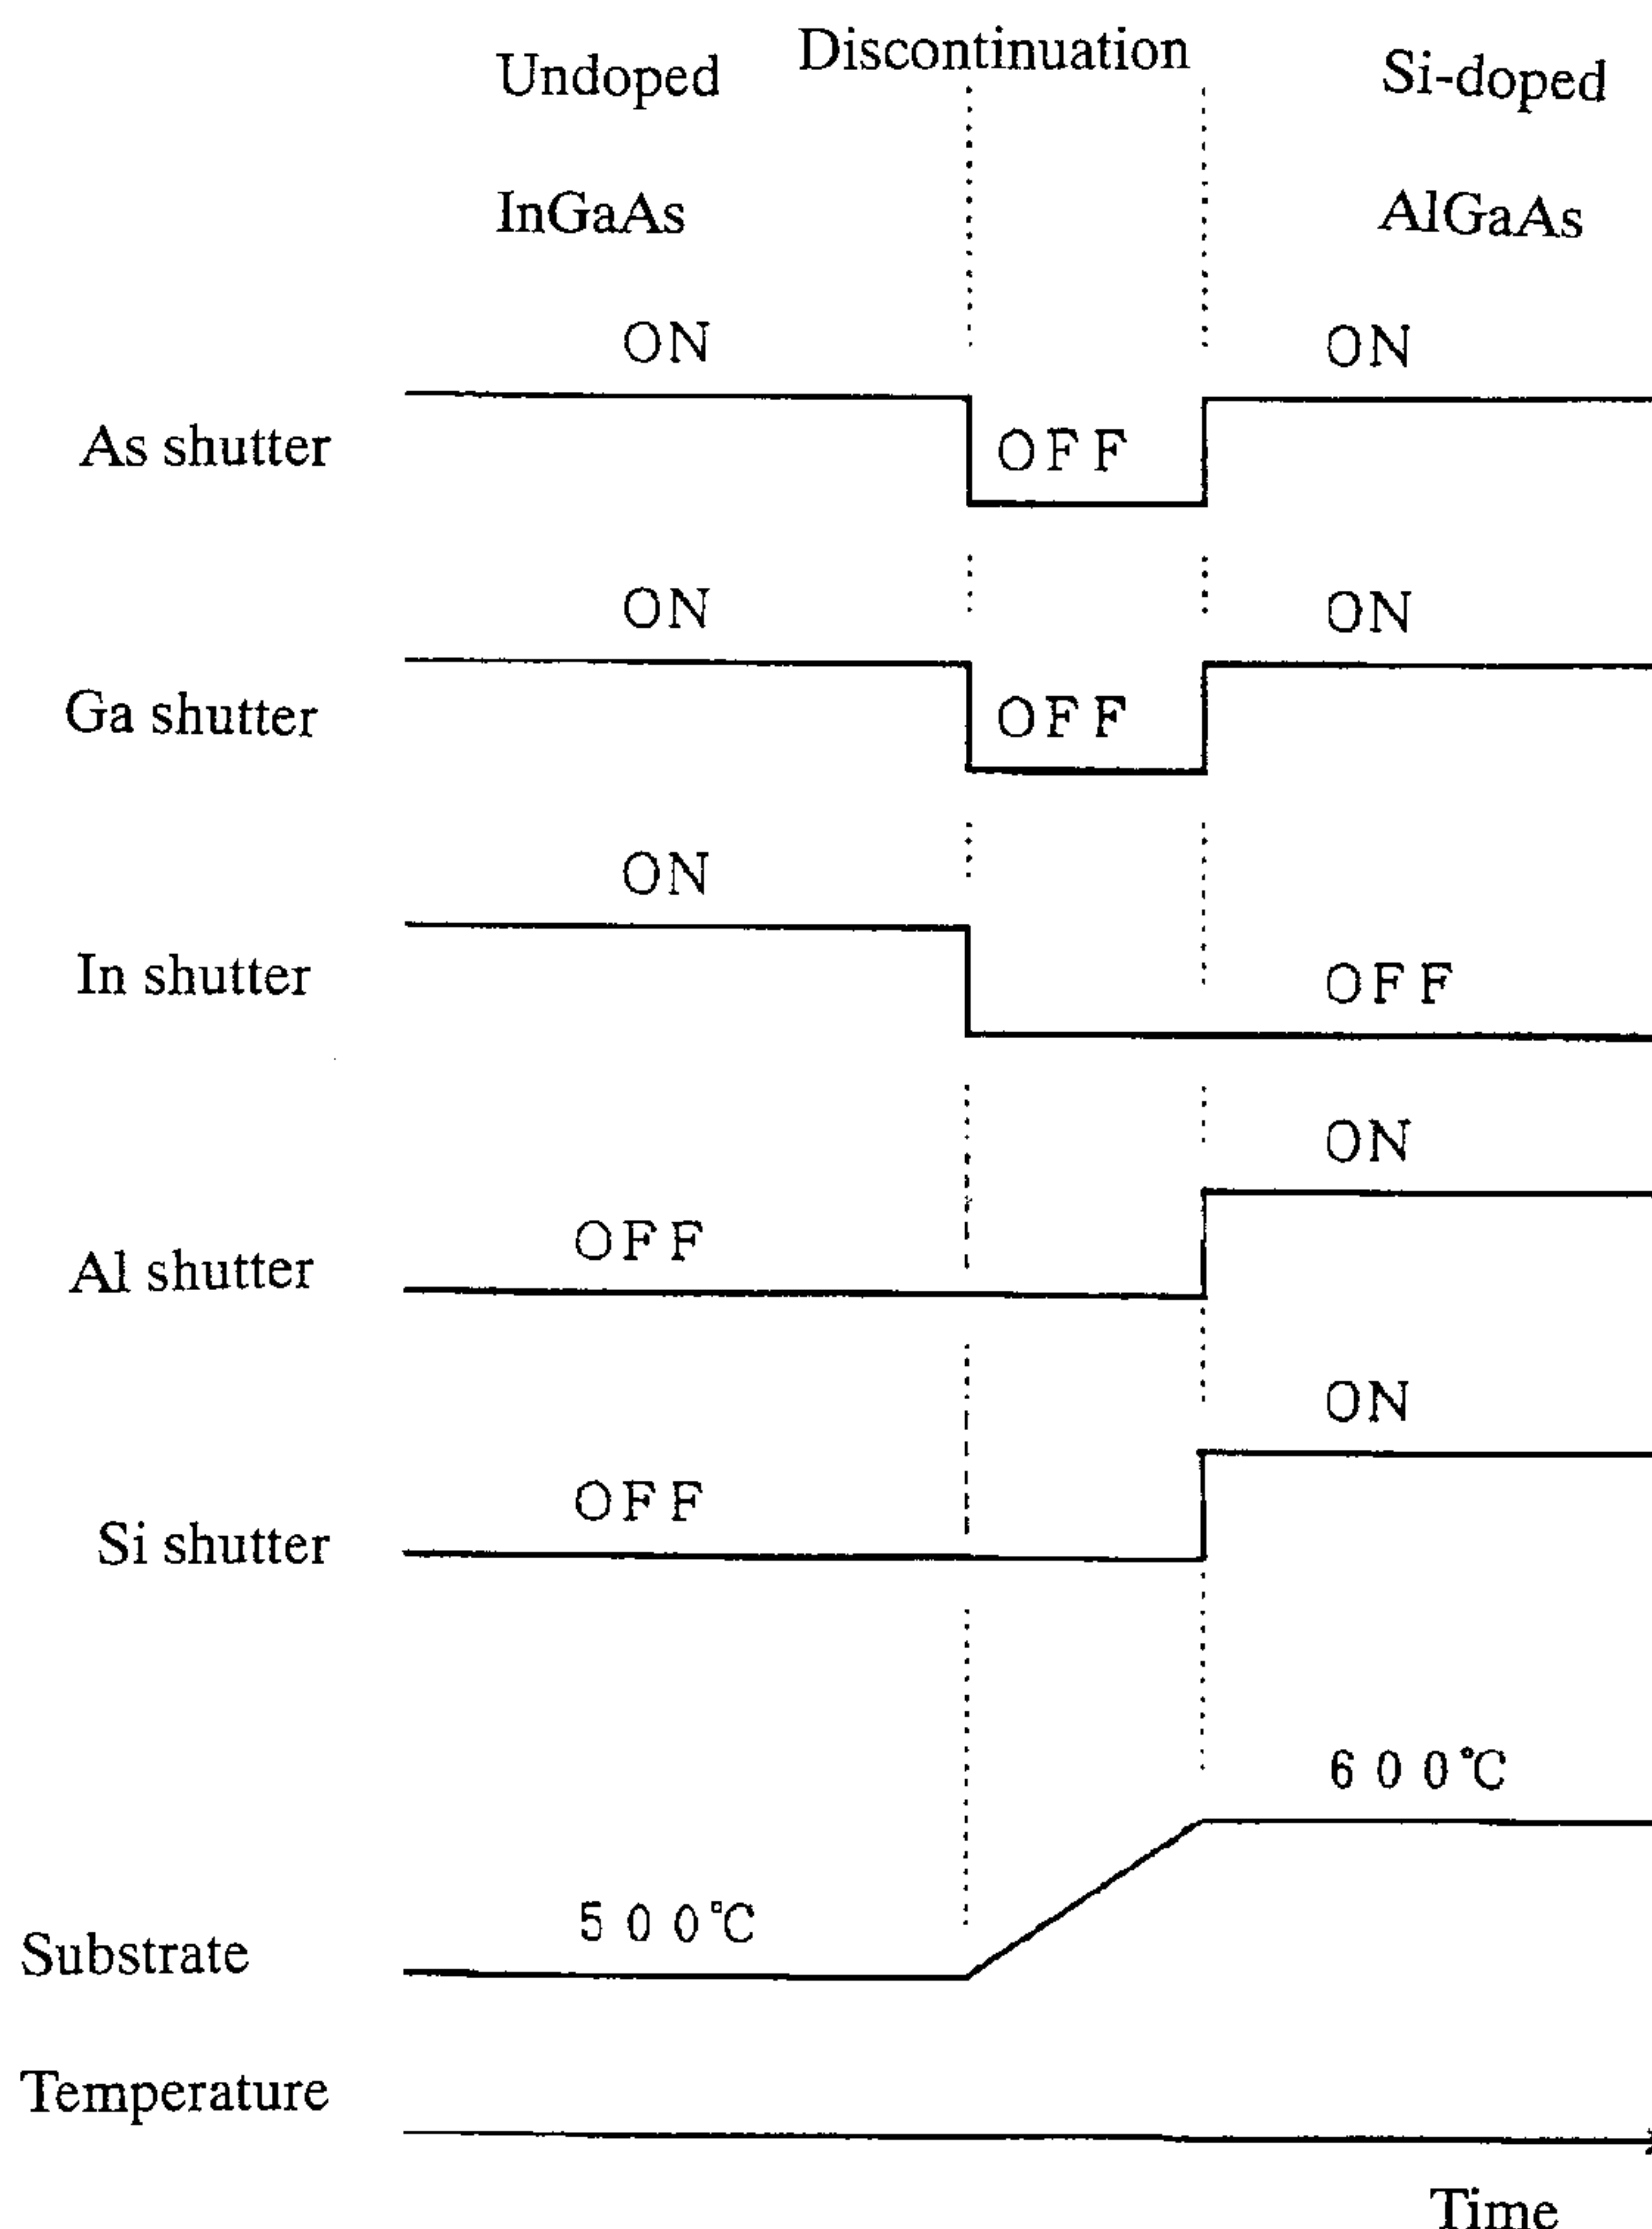 Undoped Discontinuation Si-doped
InGaAs AlGaAs
ON ON
As shutter OFF
ON ON
Ga shutter OFF
ON
In shutter OFF
ON
OFF
Al shutter
ON
OFF
Si shutter
600℃
500℃
Substrate
Temperature
Time